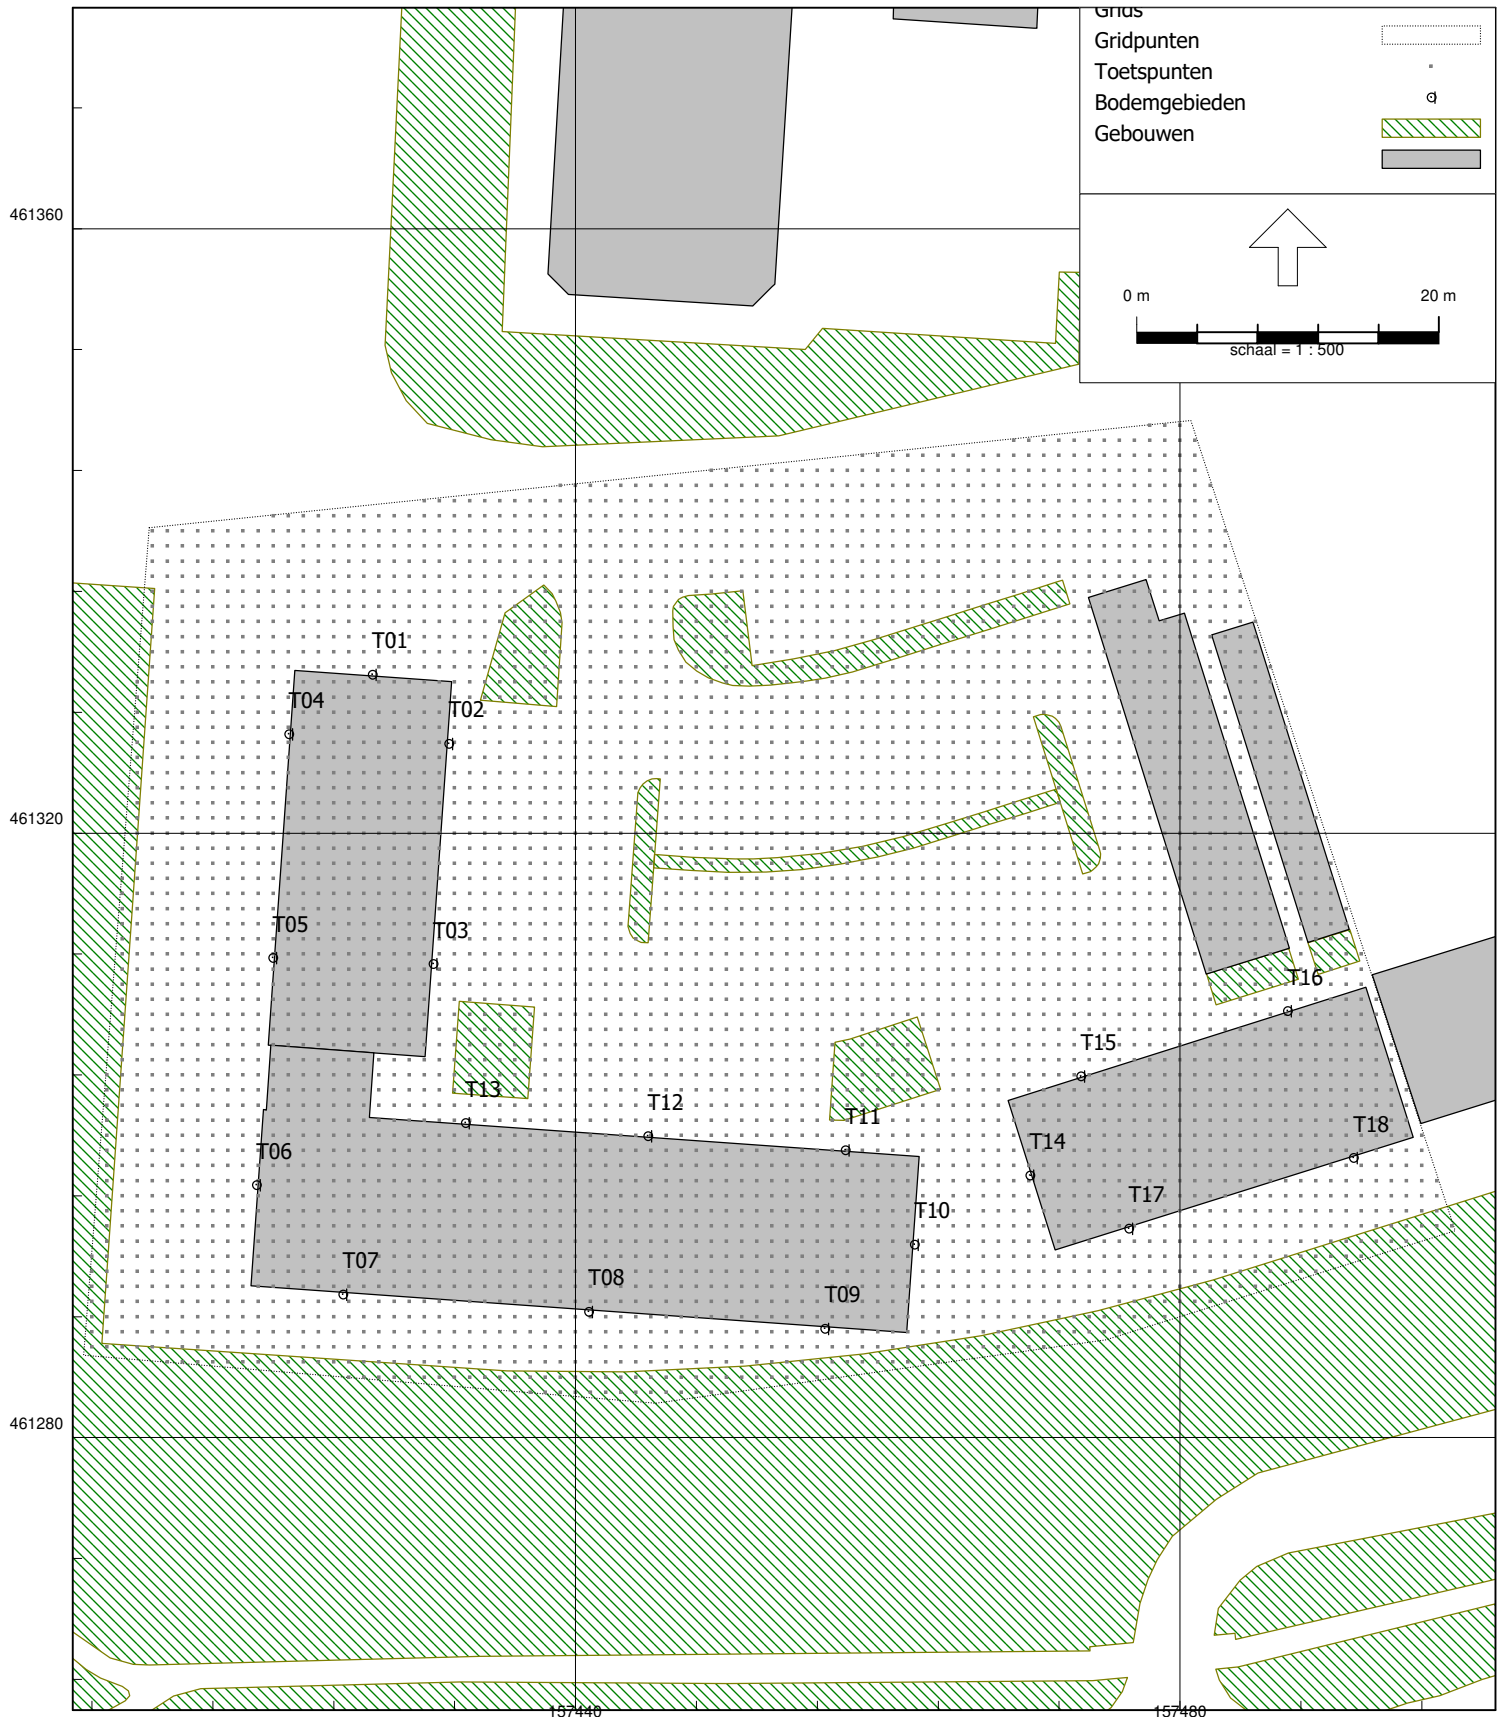 Grids
Gridpunten
Toetspunten
Bodemgebieden
Gebouwen
461360
0 m 20 m
schaal = 1 : 500
T01
T04
T02
461320
T05
T03
T16
T15
T13
T12
T11
T18
T06
T14
T17
T10
T07
T08
T09
461280
157440 157480